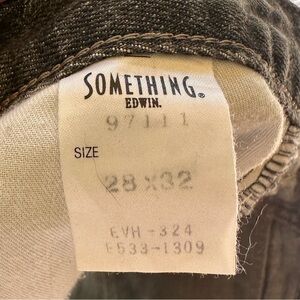 SOMETHING®
EDWIN.
97111
SIZE
28 X 32
EVH-324
E533-1309